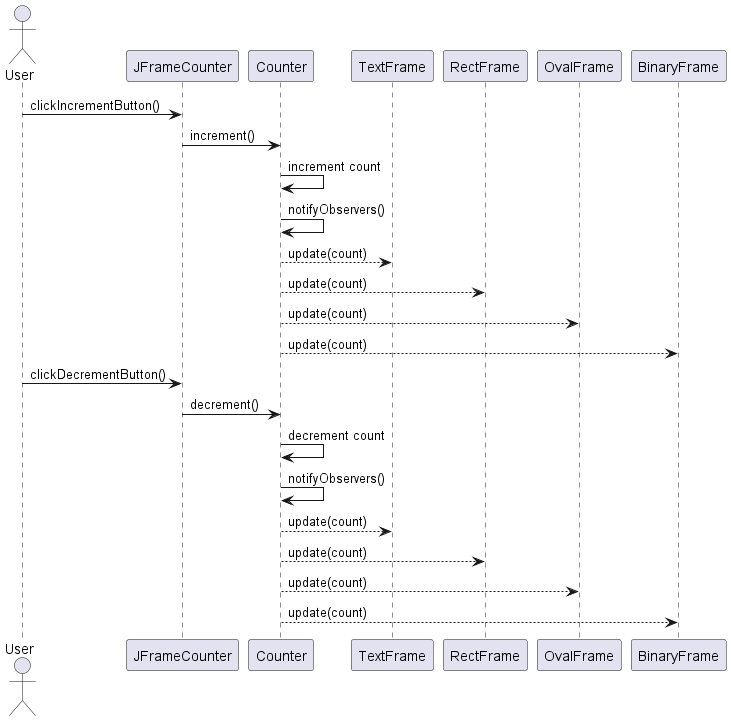 User
JFrameCounter
Counter
TextFrame
RectFrame
OvalFrame
BinaryFrame
clickIncrementButton()
increment()
increment count
notifyObservers()
update(count)
update(count)
update(count)
update(count)
clickDecrementButton()
decrement()
decrement count
notifyObservers()
update(count)
update(count)
update(count)
update(count)
User
JFrameCounter
Counter
TextFrame
RectFrame
OvalFrame
BinaryFrame